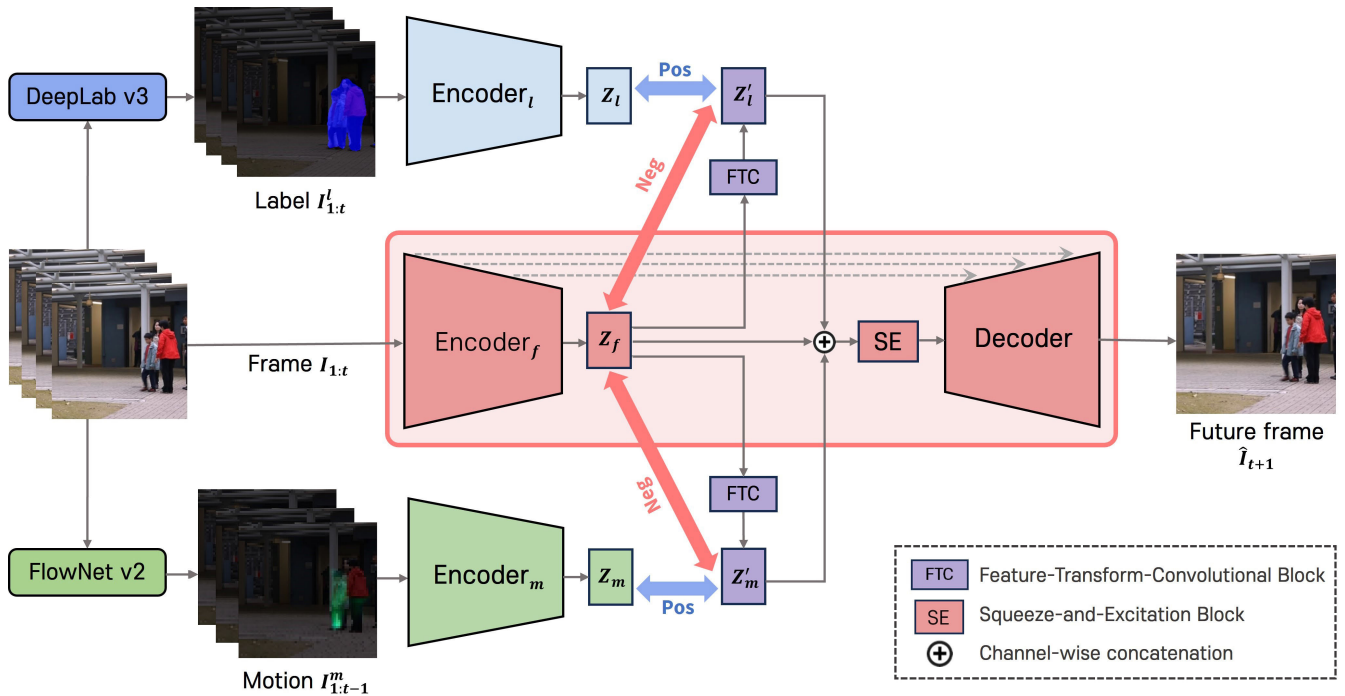 DeepLab v3
Label I^l_{1:t}
Encoder_l
Z_l
Pos
Z'_l
Neg
FTC
Frame I_{1:t}
Encoder_f
Z_f
SE
Decoder
Future frame
Î_{t+1}
Neg
FTC
FlowNet v2
Motion I^m_{1:t-1}
Encoder_m
Z_m
Pos
Z'_m
FTC Feature-Transform-Convolutional Block
SE Squeeze-and-Excitation Block
Channel-wise concatenation